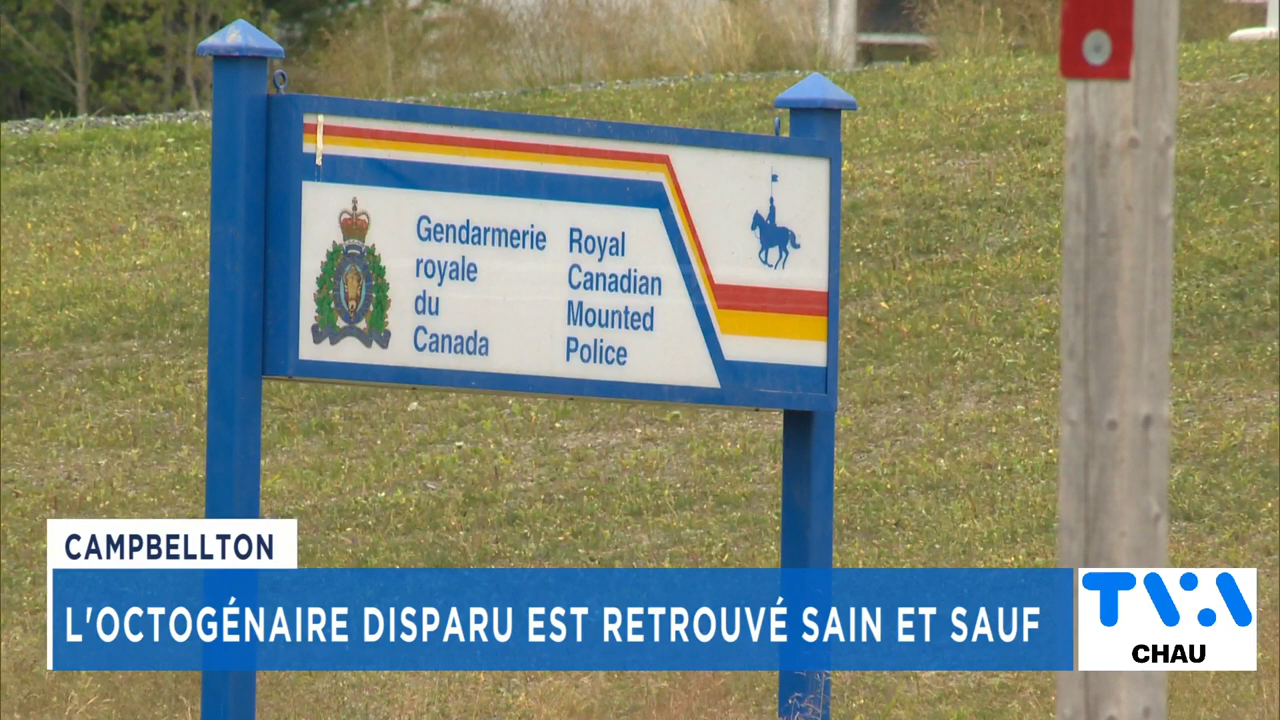 Gendarmerie
royale
du
Canada
Royal
Canadian
Mounted
Police
CAMPBELLTON
L'OCTOGÉNAIRE DISPARU EST RETROUVÉ SAIN ET SAUF
TVA
CHAU